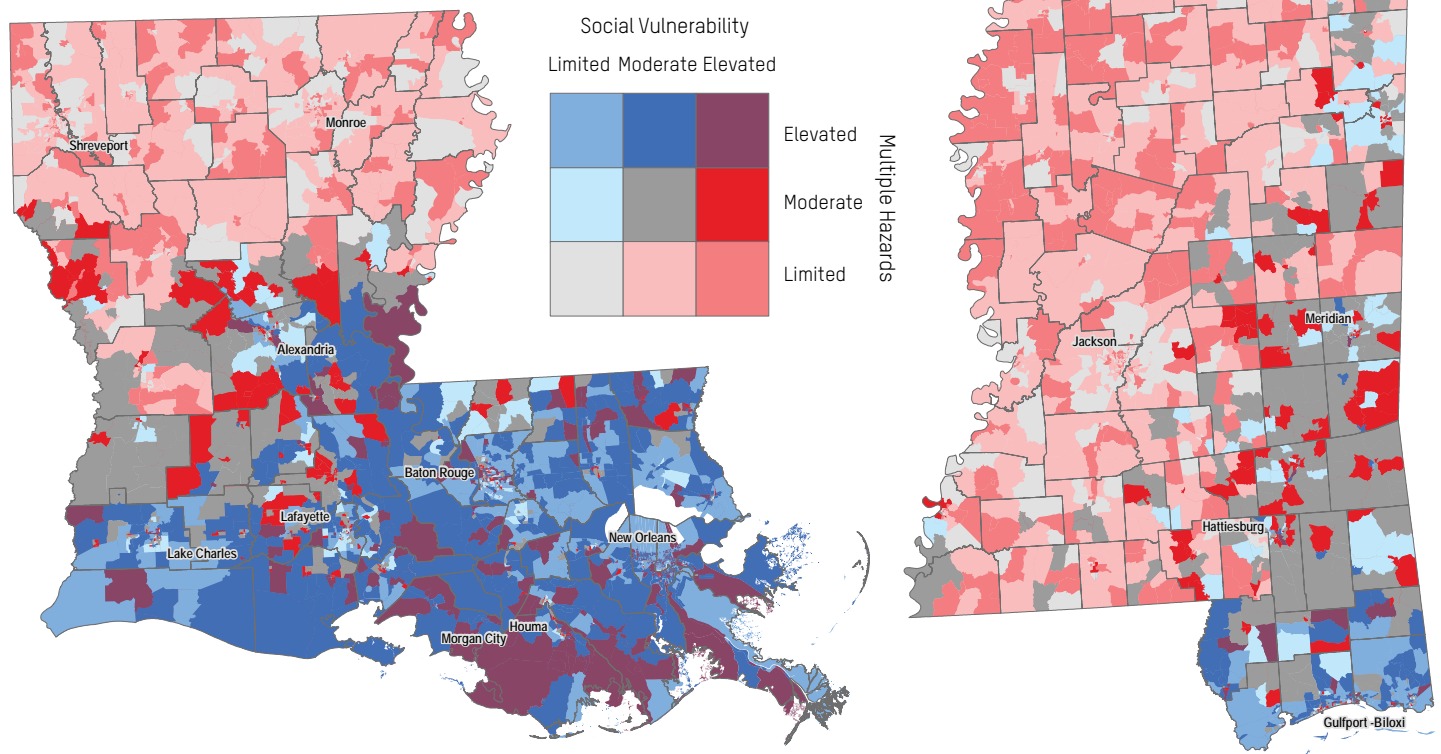 Social Vulnerability
Limited Moderate Elevated
Elevated
Moderate
Limited
Multiple Hazards
Monroe
Shreveport
Alexandria
Baton Rouge
Lafayette
Lake Charles
New Orleans
Houma
Morgan City
Meridian
Jackson
Hattiesburg
Gulfport -Biloxi